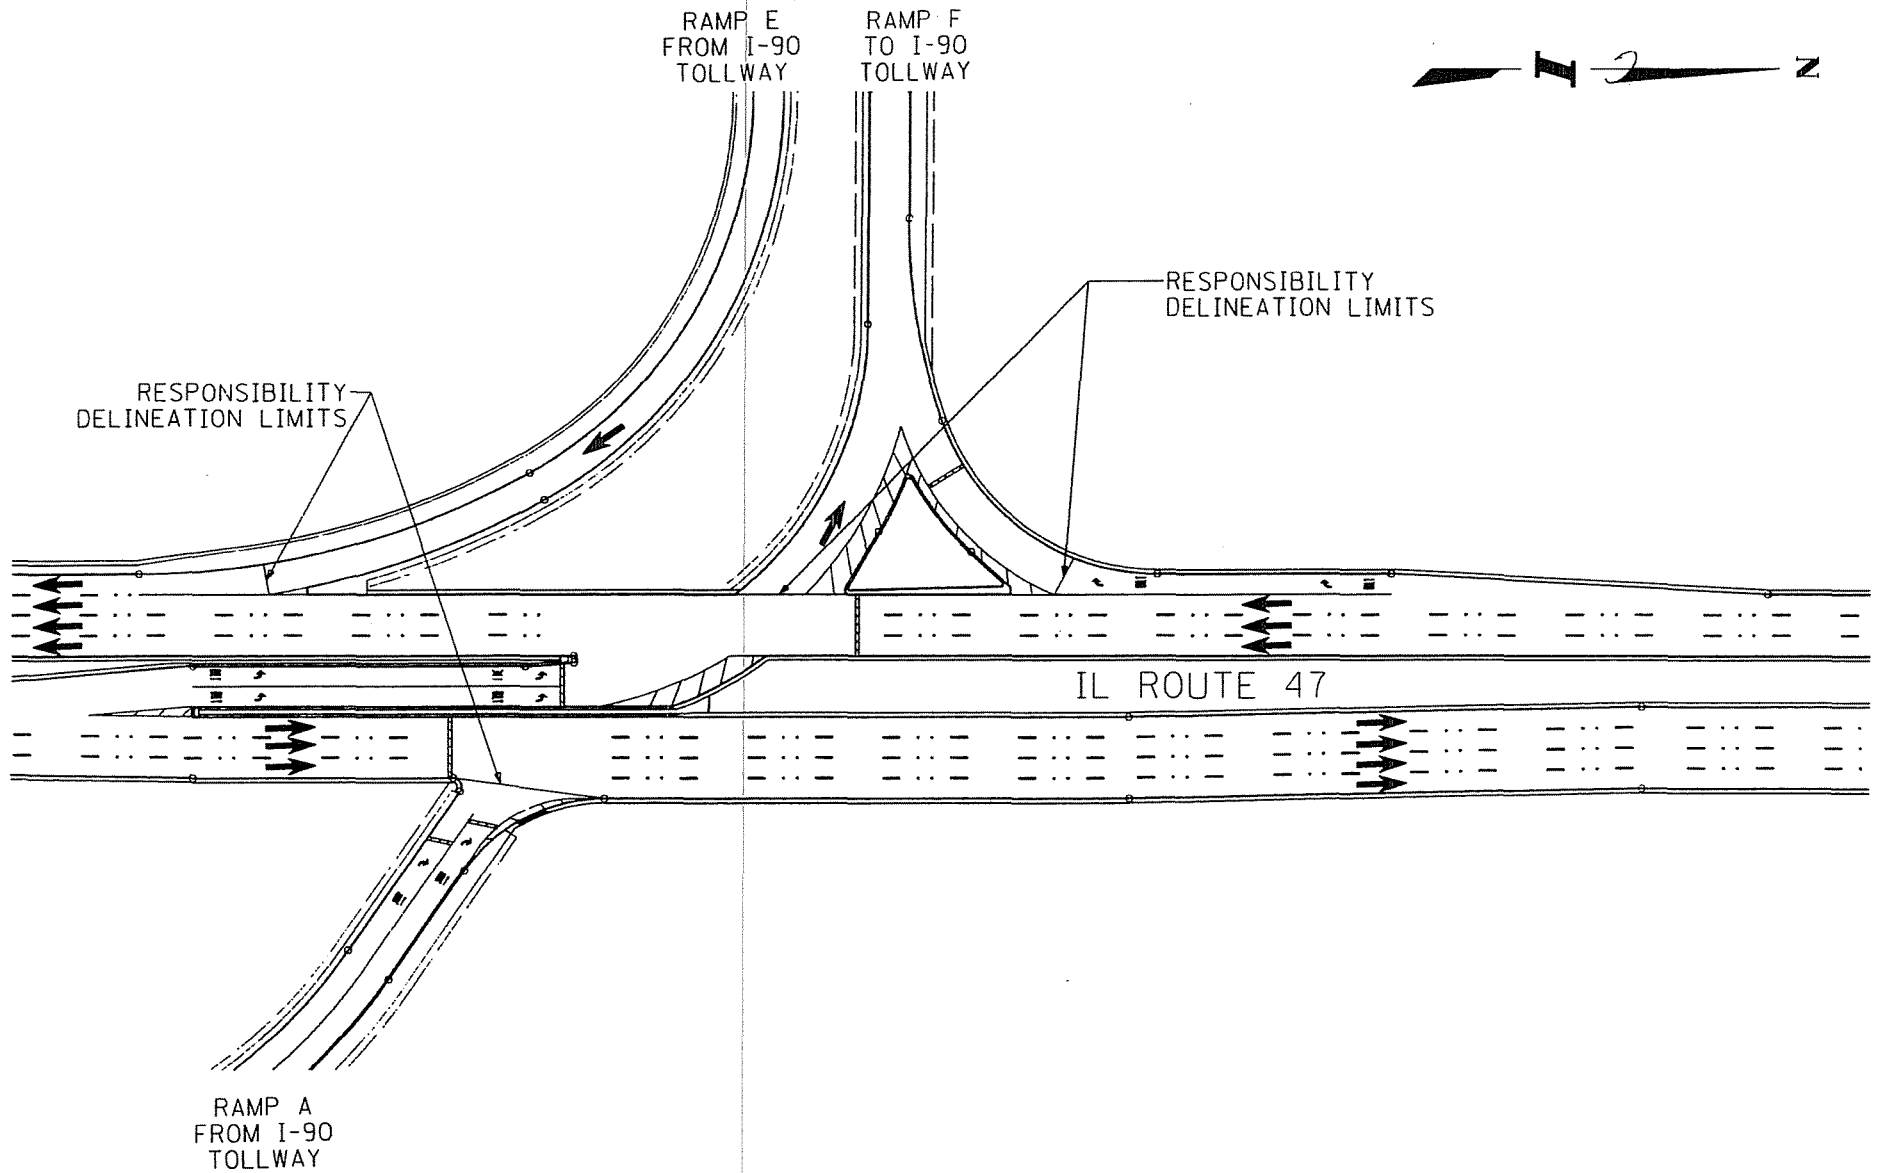 RAMP E
FROM I-90
TOLLWAY
RAMP F
TO I-90
TOLLWAY
N
RESPONSIBILITY
DELINEATION LIMITS
RESPONSIBILITY
DELINEATION LIMITS
IL ROUTE 47
RAMP A
FROM I-90
TOLLWAY